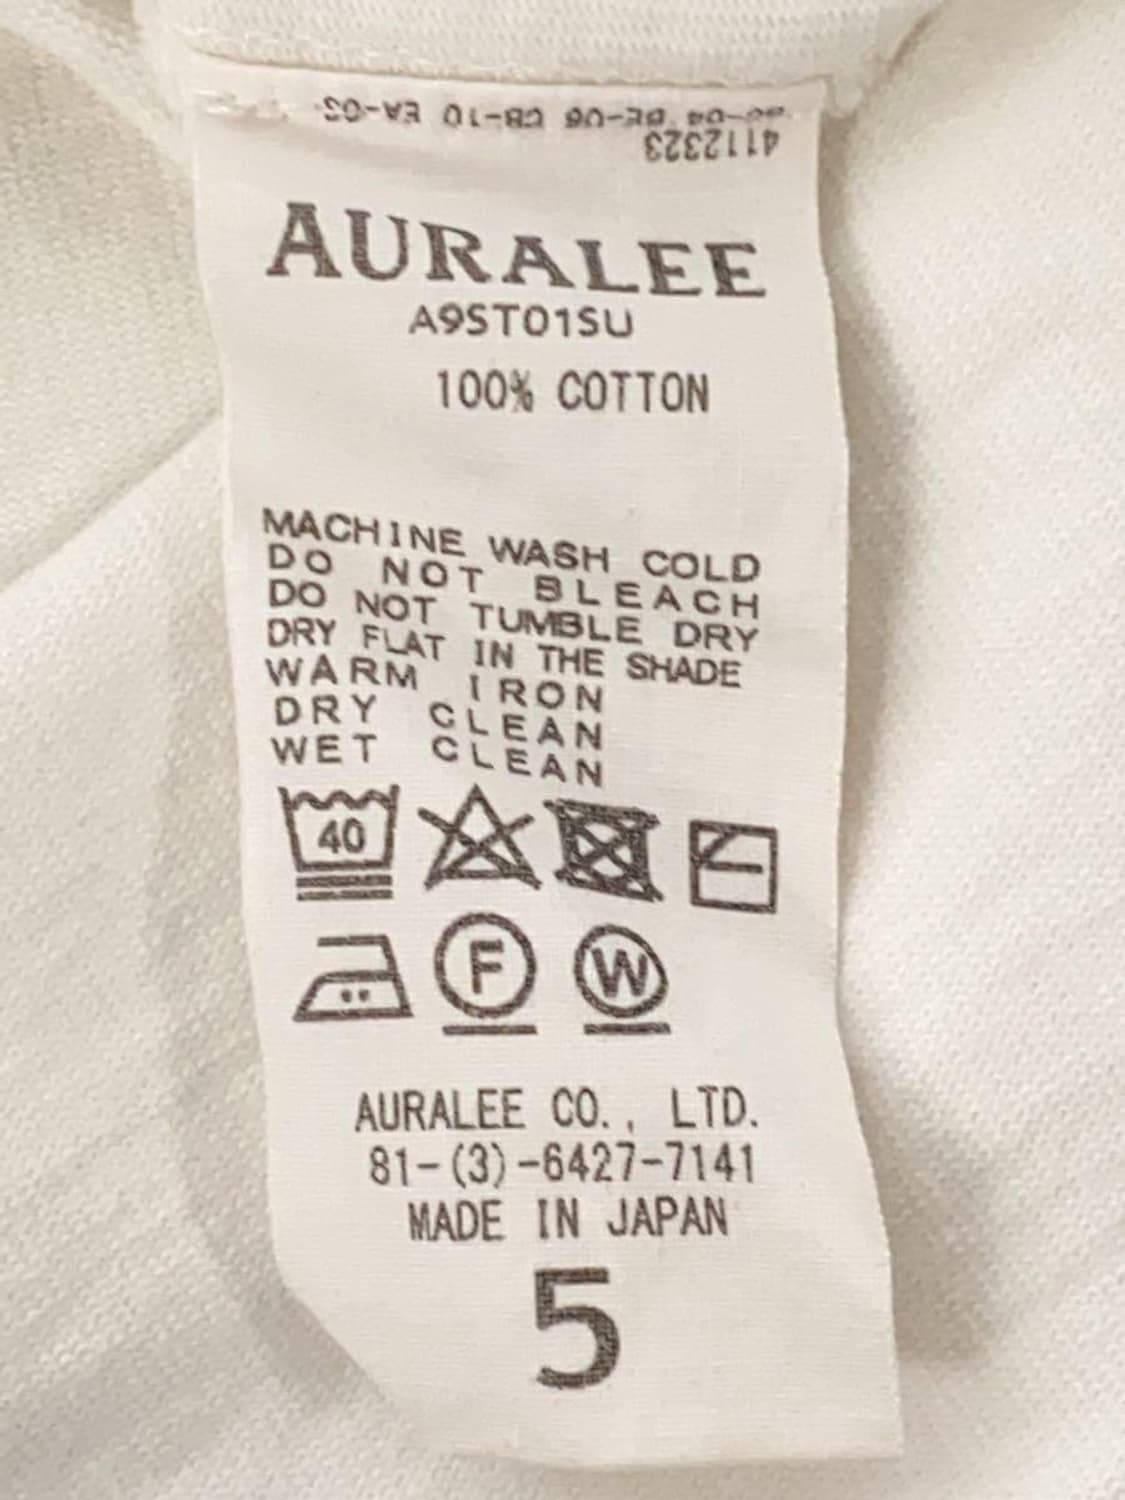 4112323
AURALEE
A9ST01SU
100% COTTON
MACHINE WASH COLD
DO NOT BLEACH
DO NOT TUMBLE DRY
DRY FLAT IN THE SHADE
WARM IRON
DRY CLEAN
WET CLEAN
40
F W
AURALEE CO., LTD.
81-(3)-6427-7141
MADE IN JAPAN
5